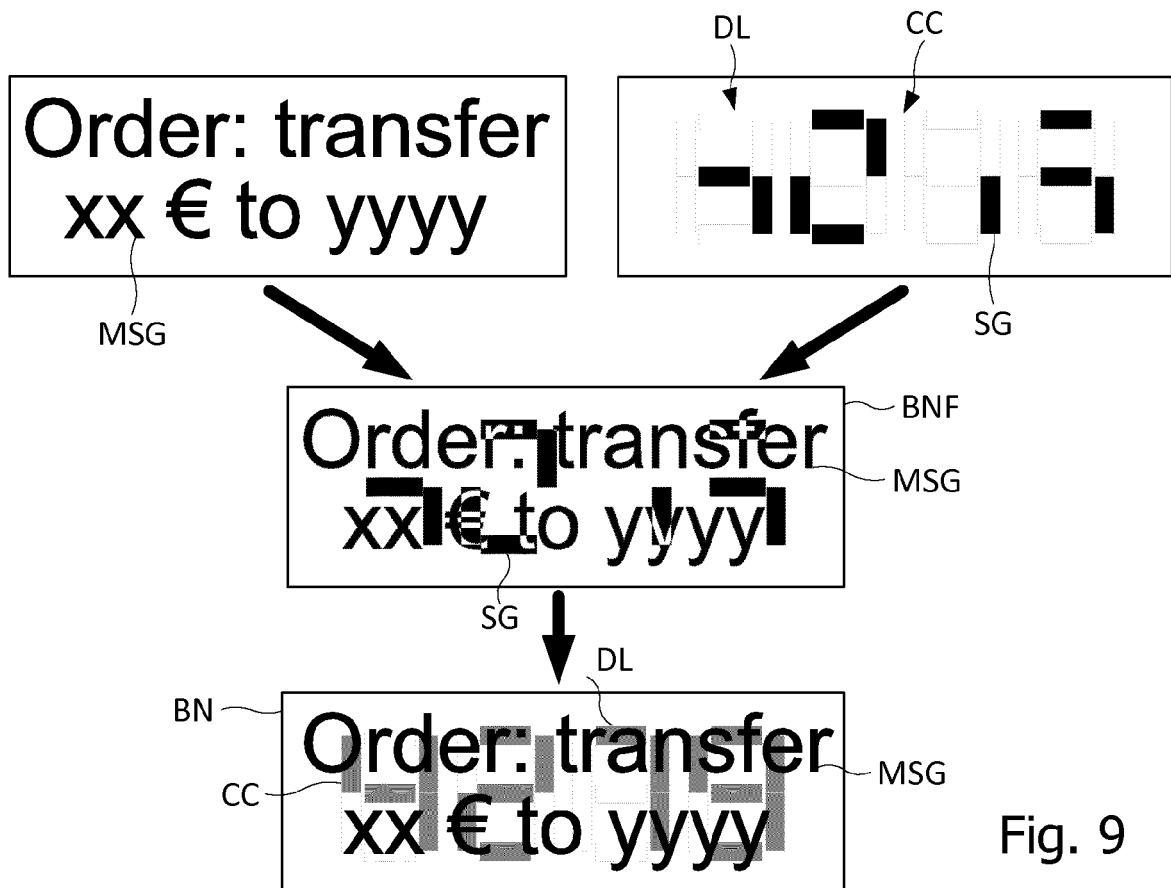 DL
CC
Order: transfer
xx € to yyyy
MSG
SG
Order: transfer
xx € to yyyy
BNF
MSG
SG
DL
BN
Order: transfer
xx € to yyyy
MSG
CC
Fig. 9